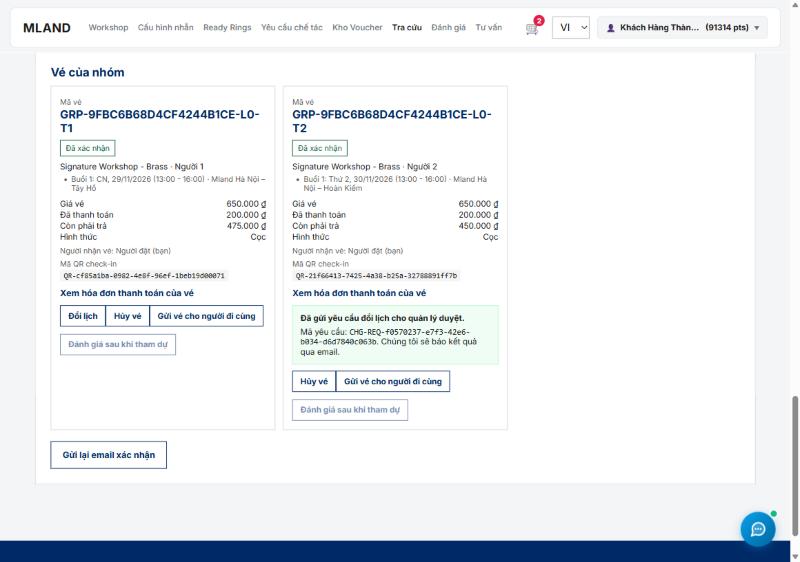 MLAND Workshop Cấu hình nhẫn Ready Rings Yêu cầu chế tác Kho Voucher Tra cứu Đánh giá Tư vấn 2 VI Khách Hàng Thân... (91314 pts)
Vé của nhóm
Mã vé
GRP-9FBC6B68D4CF4244B1CE-L0-
T1
Đã xác nhận
Signature Workshop - Brass · Người 1
• Buổi 1: CN, 29/11/2026 (13:00 - 16:00) · Mland Hà Nội –
Tây Hồ
Giá vé 650.000 ₫
Đã thanh toán 200.000 ₫
Còn phải trả 475.000 ₫
Hình thức Cọc
Người nhận vé: Người đặt (bạn)
Mã QR check-in
QR-cf85a1ba-0982-4e8f-96ef-1beb19d00071
Xem hóa đơn thanh toán của vé
Đổi lịch Hủy vé Gửi vé cho người đi cùng
Đánh giá sau khi tham dự
Mã vé
GRP-9FBC6B68D4CF4244B1CE-L0-
T2
Đã xác nhận
Signature Workshop - Brass · Người 2
• Buổi 1: Thứ 2, 30/11/2026 (13:00 - 16:00) · Mland Hà
Nội – Hoàn Kiếm
Giá vé 650.000 ₫
Đã thanh toán 200.000 ₫
Còn phải trả 450.000 ₫
Hình thức Cọc
Người nhận vé: Người đặt (bạn)
Mã QR check-in
QR-21f66413-7425-4a38-b25a-32788891ff7b
Xem hóa đơn thanh toán của vé
Đã gửi yêu cầu đổi lịch cho quản lý duyệt.
Mã yêu cầu: CHG-REQ-f0570237-e7f3-42e6-
b034-d6d7840c063b. Chúng tôi sẽ báo kết quả
qua email.
Hủy vé Gửi vé cho người đi cùng
Đánh giá sau khi tham dự
Gửi lại email xác nhận